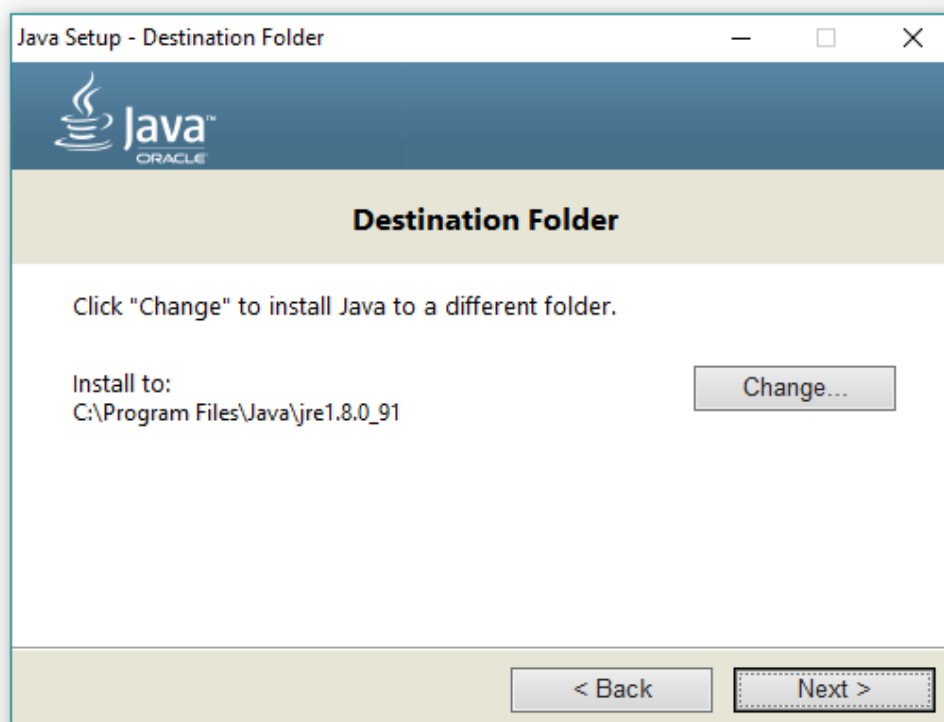 Java Setup - Destination Folder
Java™
ORACLE
Destination Folder
Click "Change" to install Java to a different folder.
Install to:
Change...
C:\Program Files\Java\jre1.8.0_91
< Back
Next >